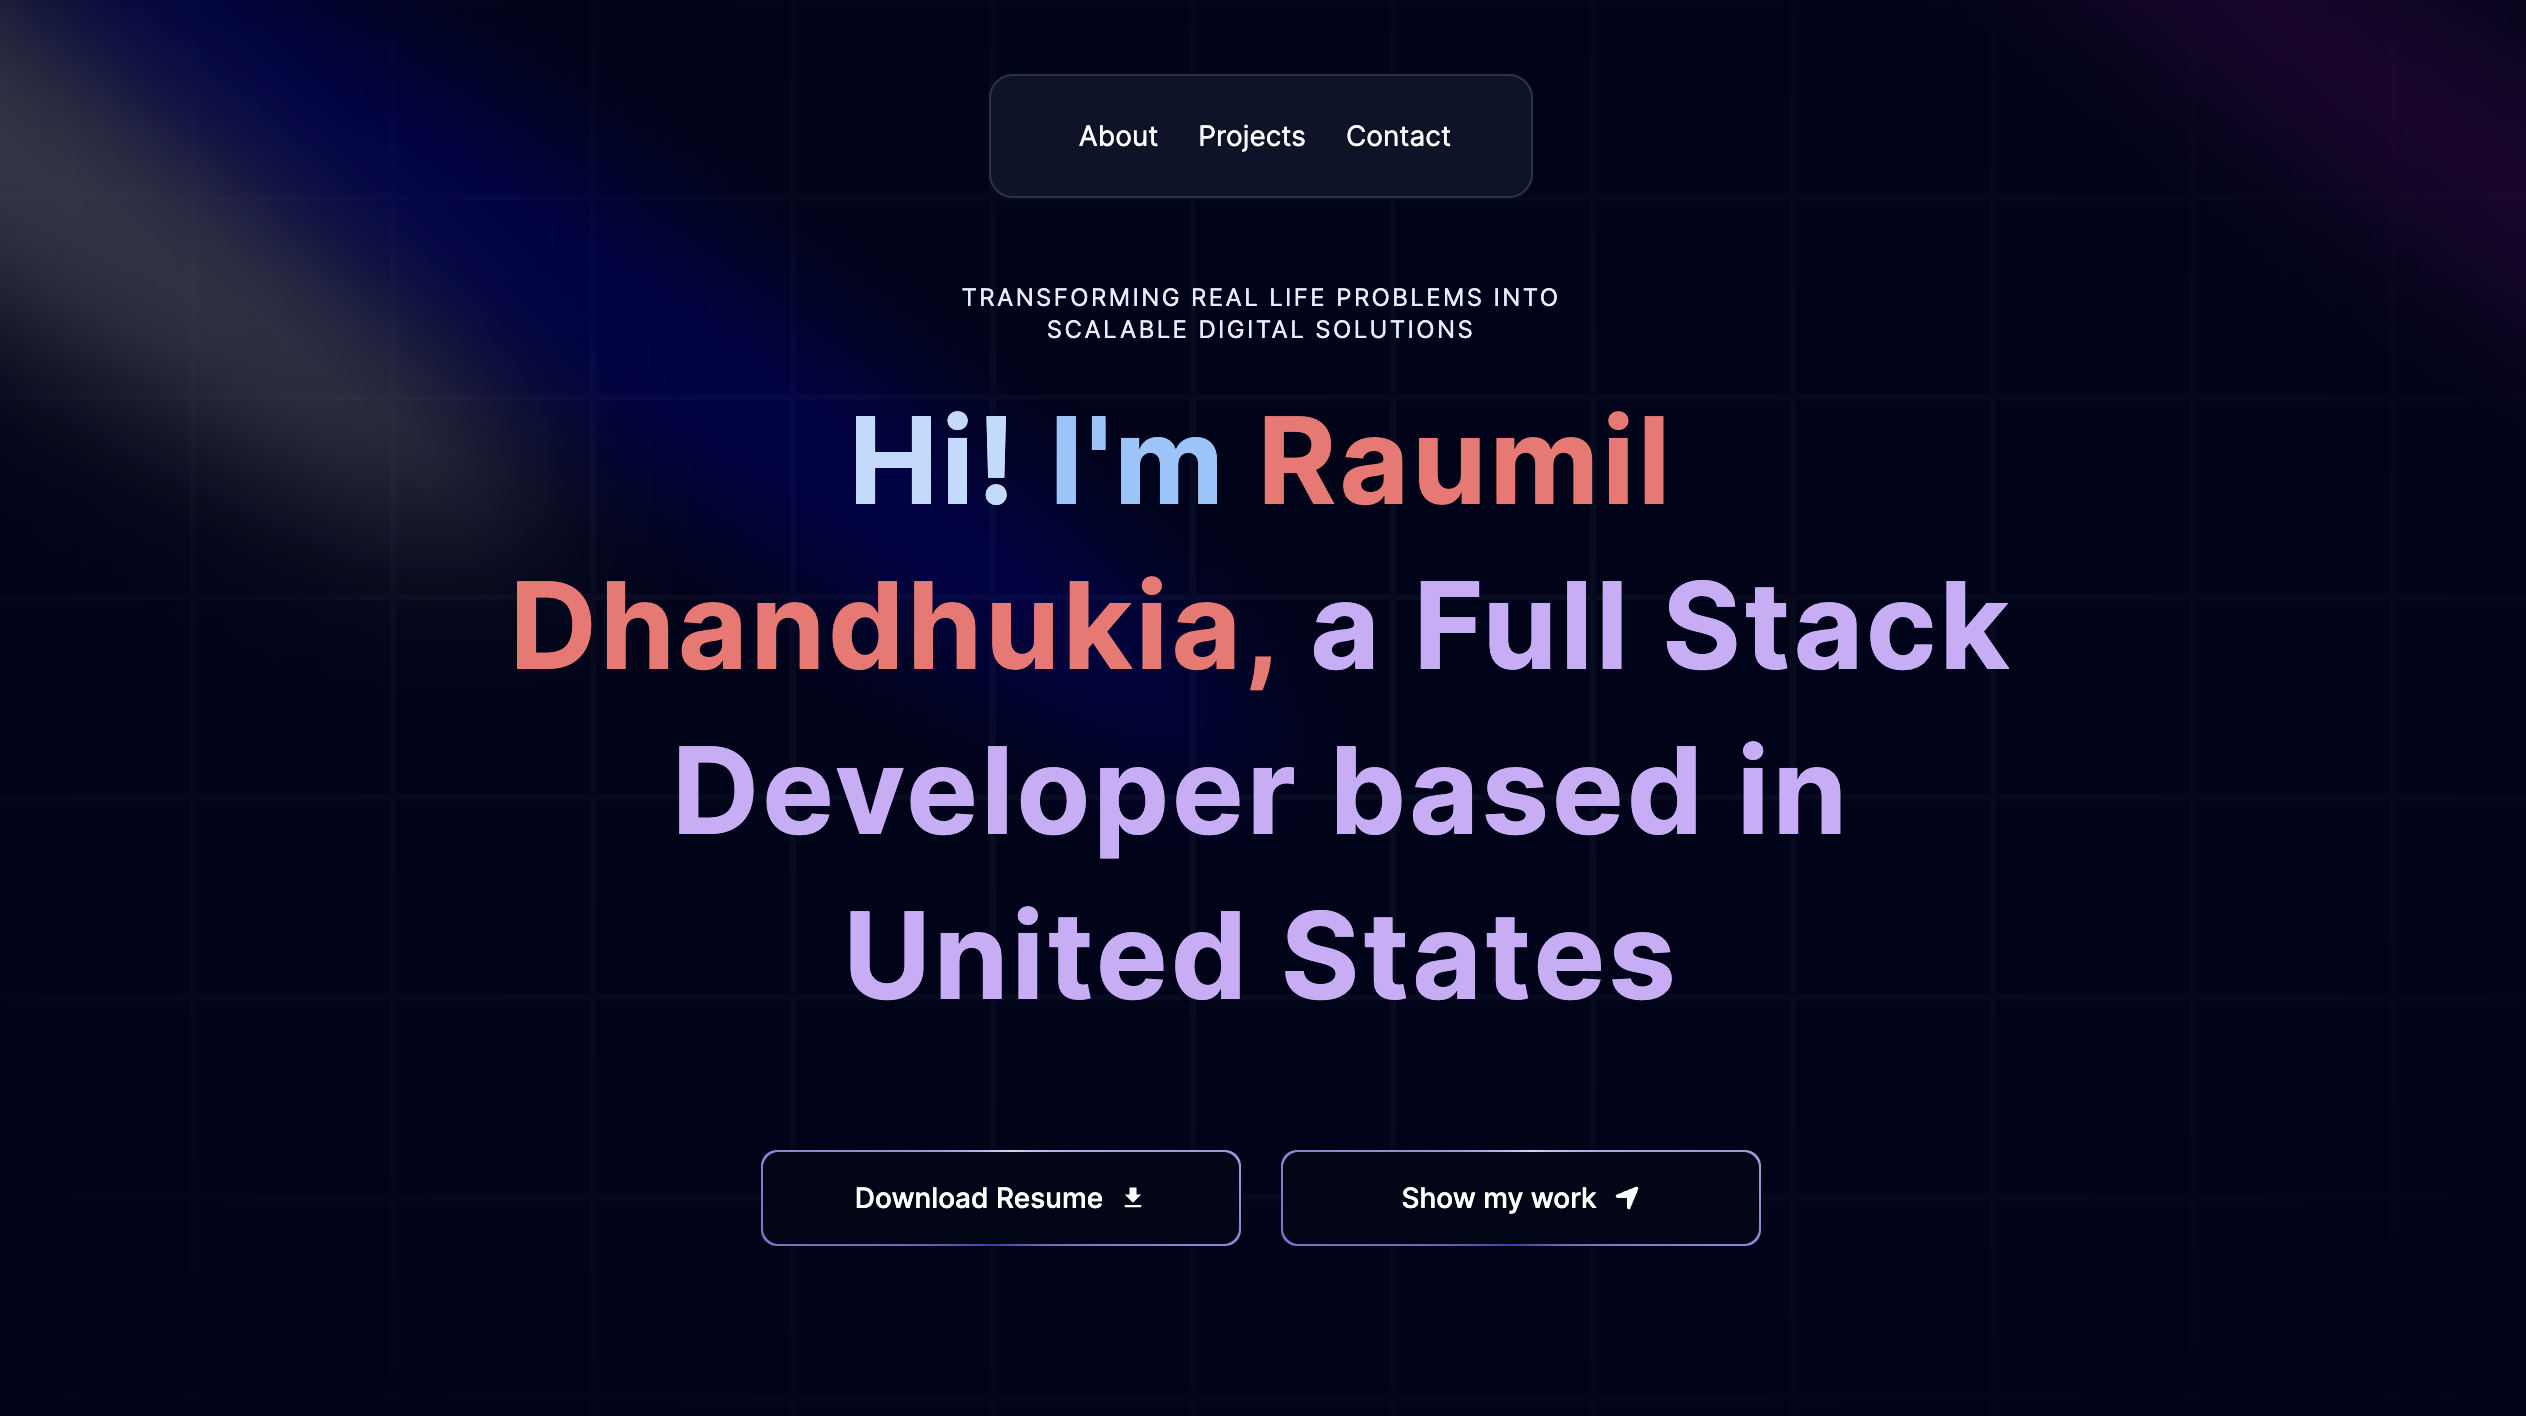 About Projects Contact
TRANSFORMING REAL LIFE PROBLEMS INTO
SCALABLE DIGITAL SOLUTIONS
Hi! I'm Raumil
Dhandhukia, a Full Stack
Developer based in
United States
Download Resume
Show my work